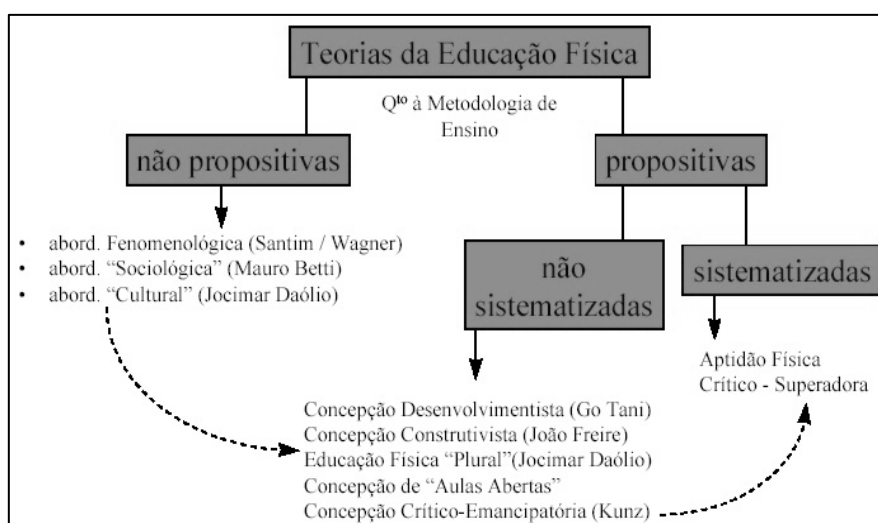 Teorias da Educação Física
Qto à Metodologia de
Ensino
não propositivas
propositivas
• abord. Fenomenológica (Santim / Wagner)
• abord. “Sociológica” (Mauro Betti)
• abord. “Cultural” (Jocimar Daólio)
não
sistematizadas
sistematizadas
Aptidão Física
Crítico - Superadora
Concepção Desenvolvimentista (Go Tani)
Concepção Construtivista (João Freire)
Educação Física “Plural”(Jocimar Daólio)
Concepção de “Aulas Abertas”
Concepção Crítico-Emancipatória (Kunz)